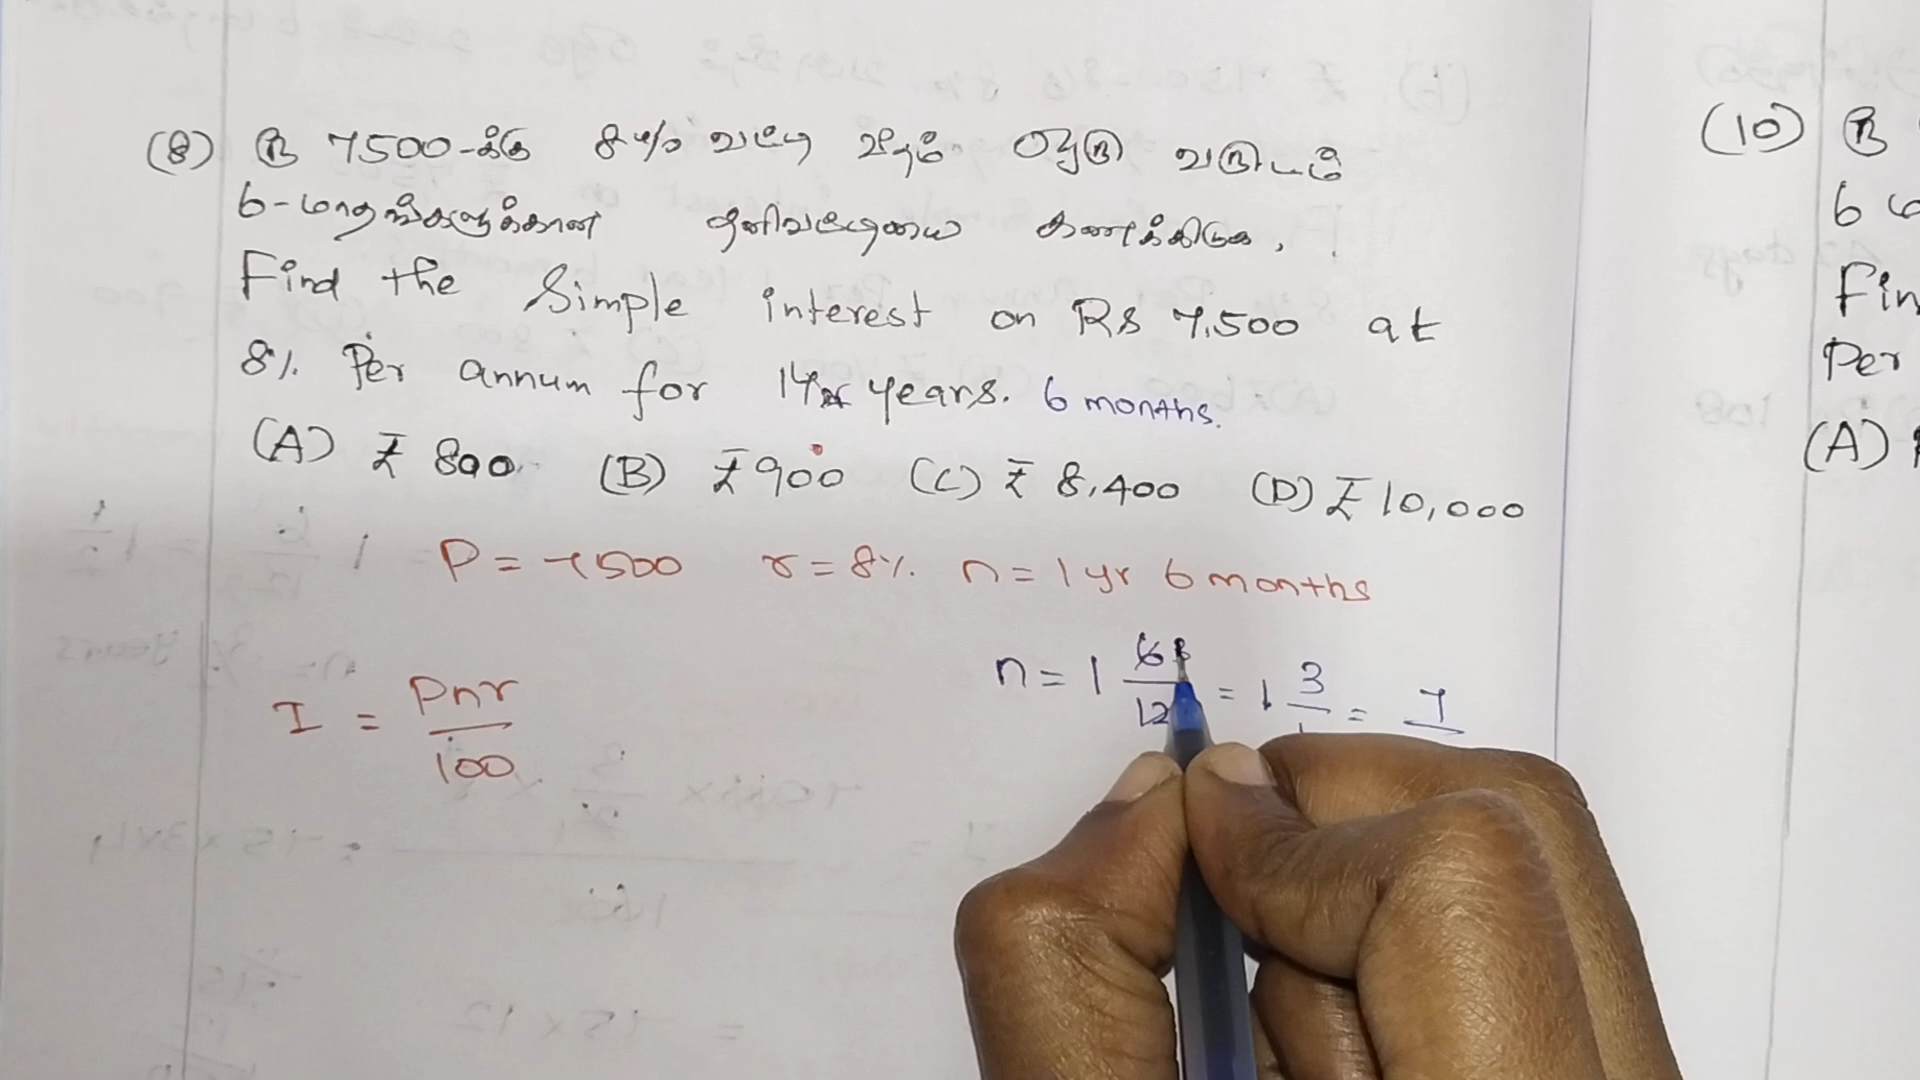 (8) ரூ 7500-க்கு 8% வட்டி வீதம் ஒரு வருடம்
6-மாதங்களுக்கான தனிவட்டியை கணக்கிடுக.
Find the Simple interest on Rs 7,500 at
8% Per annum for 1 years. 6 months.
(A) ₹ 800 (B) ₹ 900 (C) ₹ 8,400 (D) ₹ 10,000
P = 7500 r = 8% n = 1 yr 6 months
n = 1 6/12 = 1 3/ = 7/
I = Pnr/100
(10) ரூ
6
Fin
Per
(A)